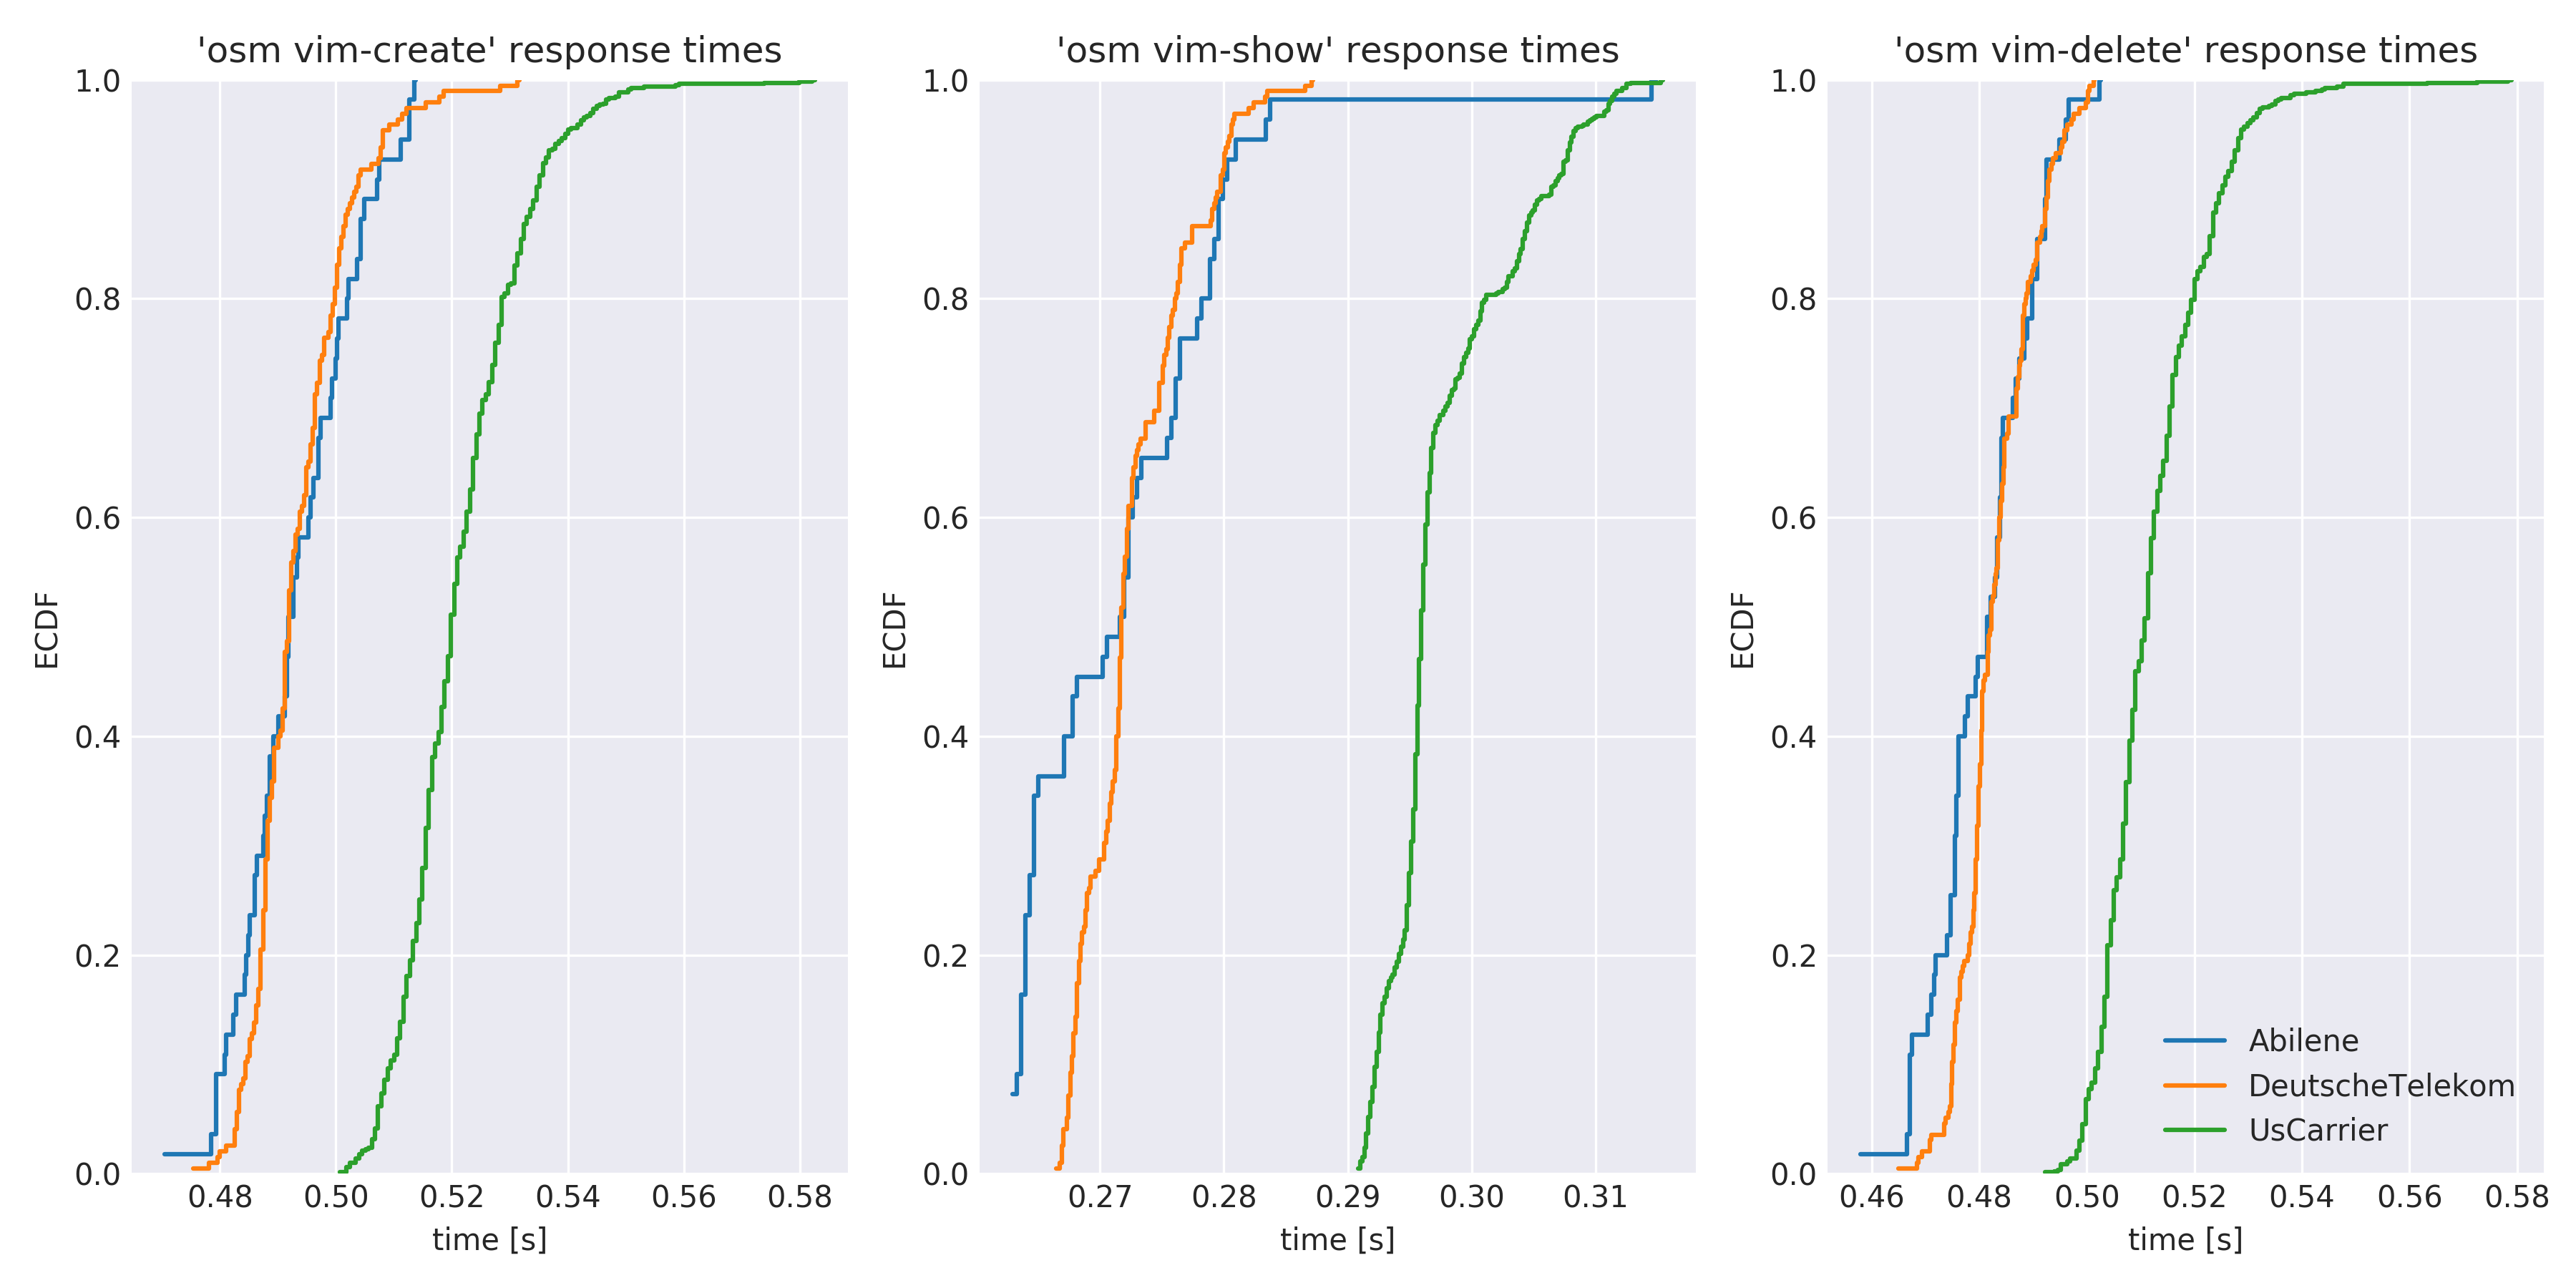 'osm vim-create' response times
1.0
0.8
0.6
0.4
0.2
0.0
ECDF
0.48 0.50 0.52 0.54 0.56 0.58
time [s]
'osm vim-show' response times
1.0
0.8
0.6
0.4
0.2
0.0
ECDF
0.27 0.28 0.29 0.30 0.31
time [s]
'osm vim-delete' response times
1.0
0.8
0.6
0.4
0.2
0.0
ECDF
Abilene
DeutscheTelekom
UsCarrier
0.46 0.48 0.50 0.52 0.54 0.56 0.58
time [s]